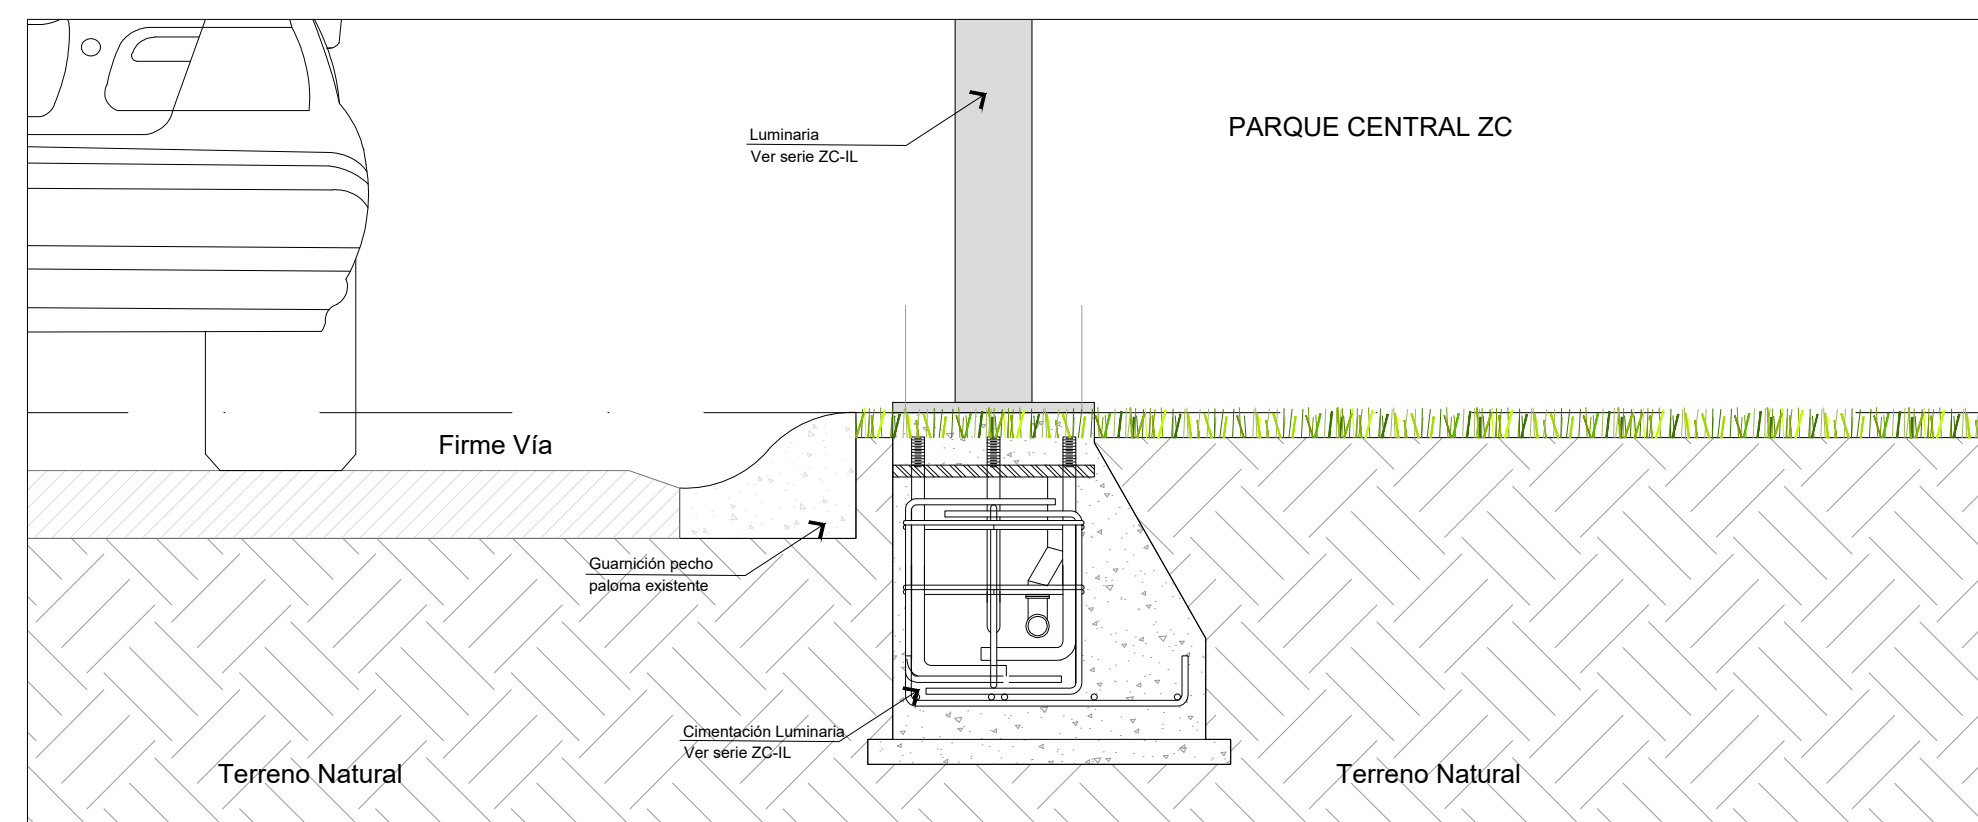 PARQUE CENTRAL ZC
Luminaria
Ver serie ZC-IL
Firme Vía
Guarnición pecho
paloma existente
Cimentación Luminaria
Ver serie ZC-IL
Terreno Natural
Terreno Natural